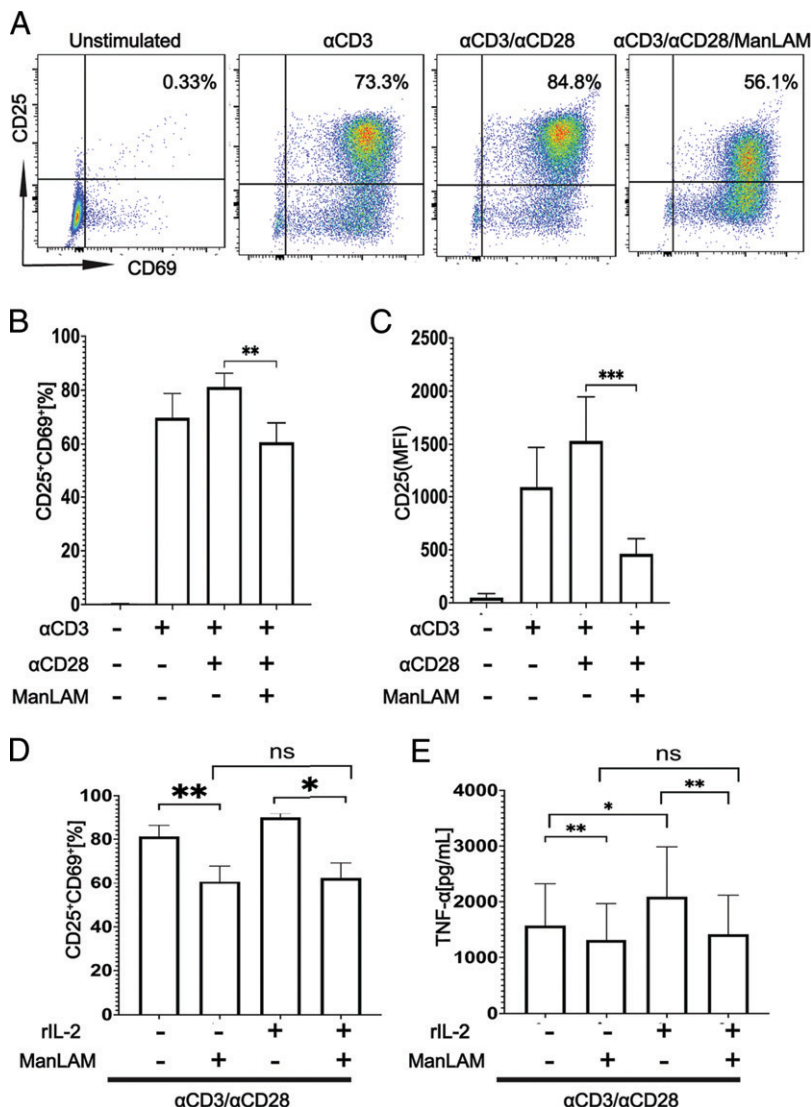 A
Unstimulated αCD3 αCD3/αCD28 αCD3/αCD28/ManLAM
0.33% 73.3% 84.8% 56.1%
CD25
CD69
B
CD25+CD69+[%]
100
80
60
40
20
0
**
αCD3 - + + +
αCD28 - - + +
ManLAM - - - +
C
CD25(MFI)
2500
2000
1500
1000
500
0
***
αCD3 - + + +
αCD28 - - + +
ManLAM - - - +
D
CD25+CD69+[%]
100
80
60
40
20
0
ns
** *
rIL-2 - - + +
ManLAM - + - +
αCD3/αCD28
E
TNF-α[pg/mL]
4000
3000
2000
1000
0
ns
* **
**
rIL-2 - - + +
ManLAM - + - +
αCD3/αCD28